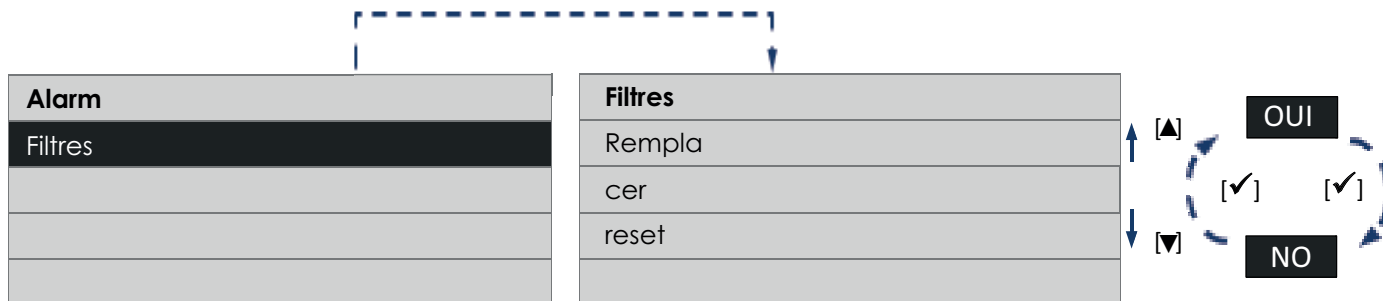 Alarm
Filtres
Filtres
Rempla
cer
reset
[▲]
[▼]
OUI
[✓] [✓]
NO